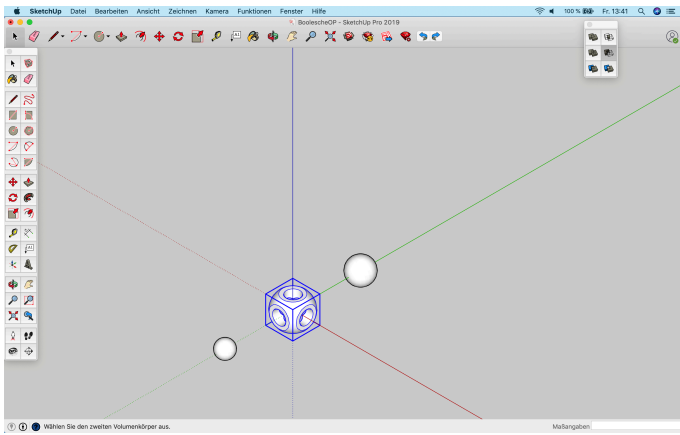 SketchUp Datei Bearbeiten Ansicht Zeichnen Kamera Funktionen Fenster Hilfe 100 % Fr. 13:41
BoolescheOP - SketchUp Pro 2019
Wählen Sie den zweiten Volumenkörper aus. Maßangaben